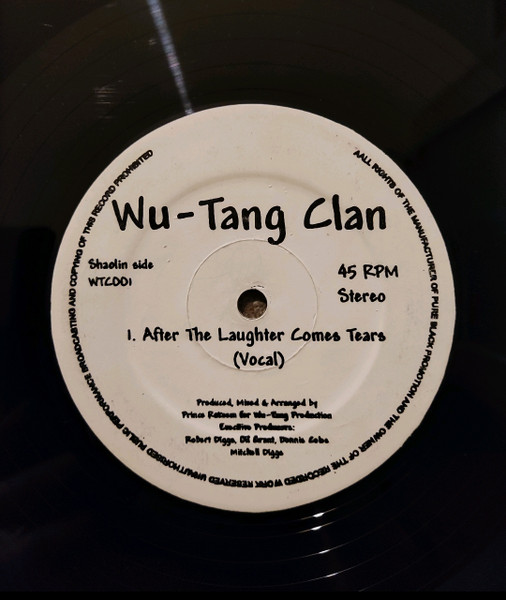 Wu-Tang Clan
Shaolin side
WTC001
45 RPM
Stereo
1. After The Laughter Comes Tears
(Vocal)
Produced, Mixed & Arranged by
Prince Rakeem for Wu-Tang Production
Executive Producers:
Robert Diggs, Oli Grant, Dennis Coles
Mitchell Diggs
AALL RIGHTS OF THE MANUFACTURER OF PURE BLACK PROMOTION AND THE OWNER OF THE RECORDED WORK RESERVED UNAUTHORISED PUBLIC PERFORMANCE BROADCASTING AND COPYING OF THIS RECORD PROHIBITED